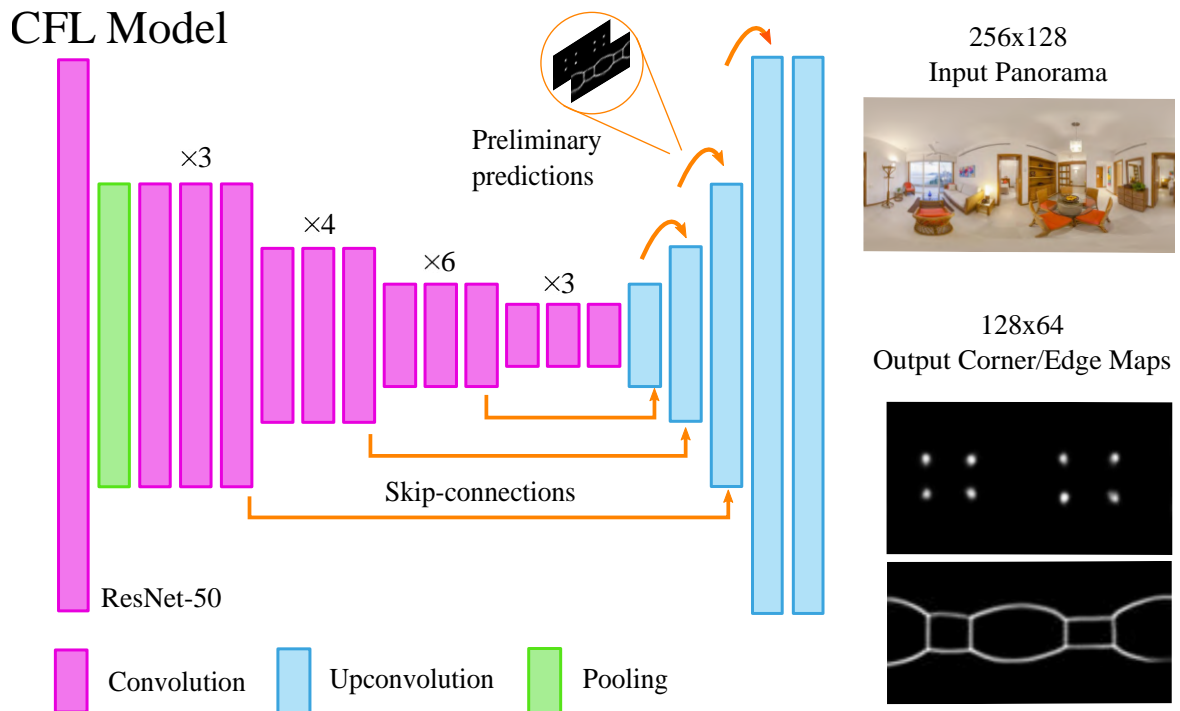 CFL Model
×3
×4
×6
×3
Preliminary
predictions
Skip-connections
ResNet-50
Convolution
Upconvolution
Pooling
256x128
Input Panorama
128x64
Output Corner/Edge Maps